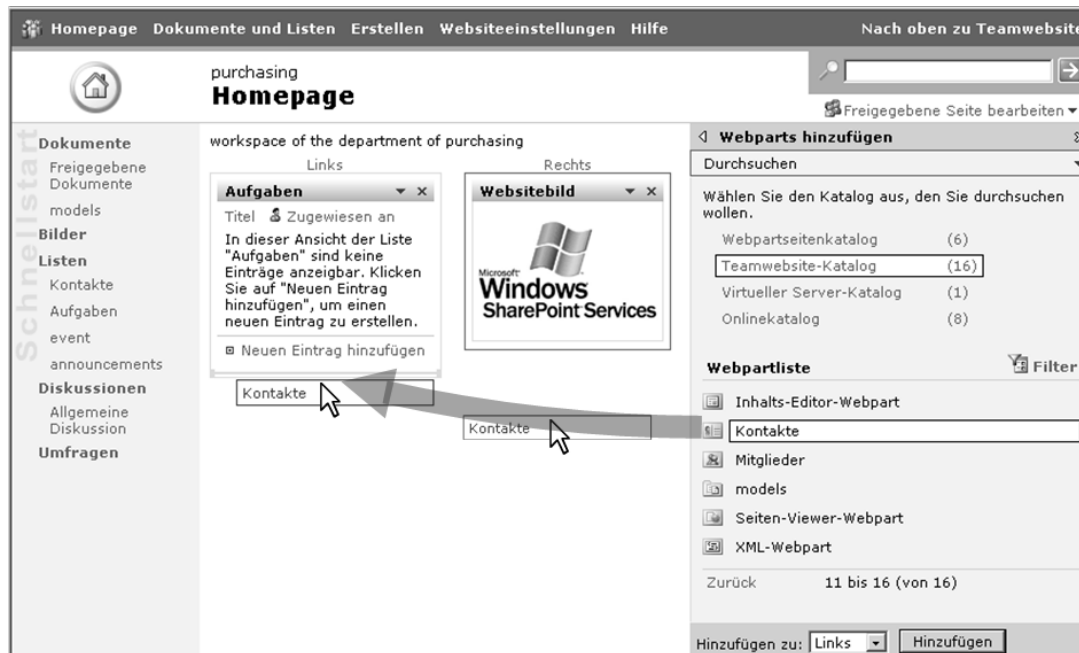 Homepage Dokumente und Listen Erstellen Websiteeinstellungen Hilfe Nach oben zu Teamwebsite
purchasing
Homepage
Freigegebene Seite bearbeiten
Schnellstart
Dokumente
Freigegebene
Dokumente
models
Bilder
Listen
Kontakte
Aufgaben
event
announcements
Diskussionen
Allgemeine
Diskussion
Umfragen
workspace of the department of purchasing
Links
Aufgaben
Titel Zugewiesen an
In dieser Ansicht der Liste
"Aufgaben" sind keine
Einträge anzeigbar. Klicken
Sie auf "Neuen Eintrag
hinzufügen", um einen
neuen Eintrag zu erstellen.
Neuen Eintrag hinzufügen
Kontakte
Rechts
Websitebild
Microsoft
Windows
SharePoint Services
Kontakte
Webparts hinzufügen
Durchsuchen
Wählen Sie den Katalog aus, den Sie durchsuchen
wollen.
Webpartseitenkatalog (6)
Teamwebsite-Katalog (16)
Virtueller Server-Katalog (1)
Onlinekatalog (8)
Webpartliste Filter
Inhalts-Editor-Webpart
Kontakte
Mitglieder
models
Seiten-Viewer-Webpart
XML-Webpart
Zurück 11 bis 16 (von 16)
Hinzufügen zu: Links Hinzufügen